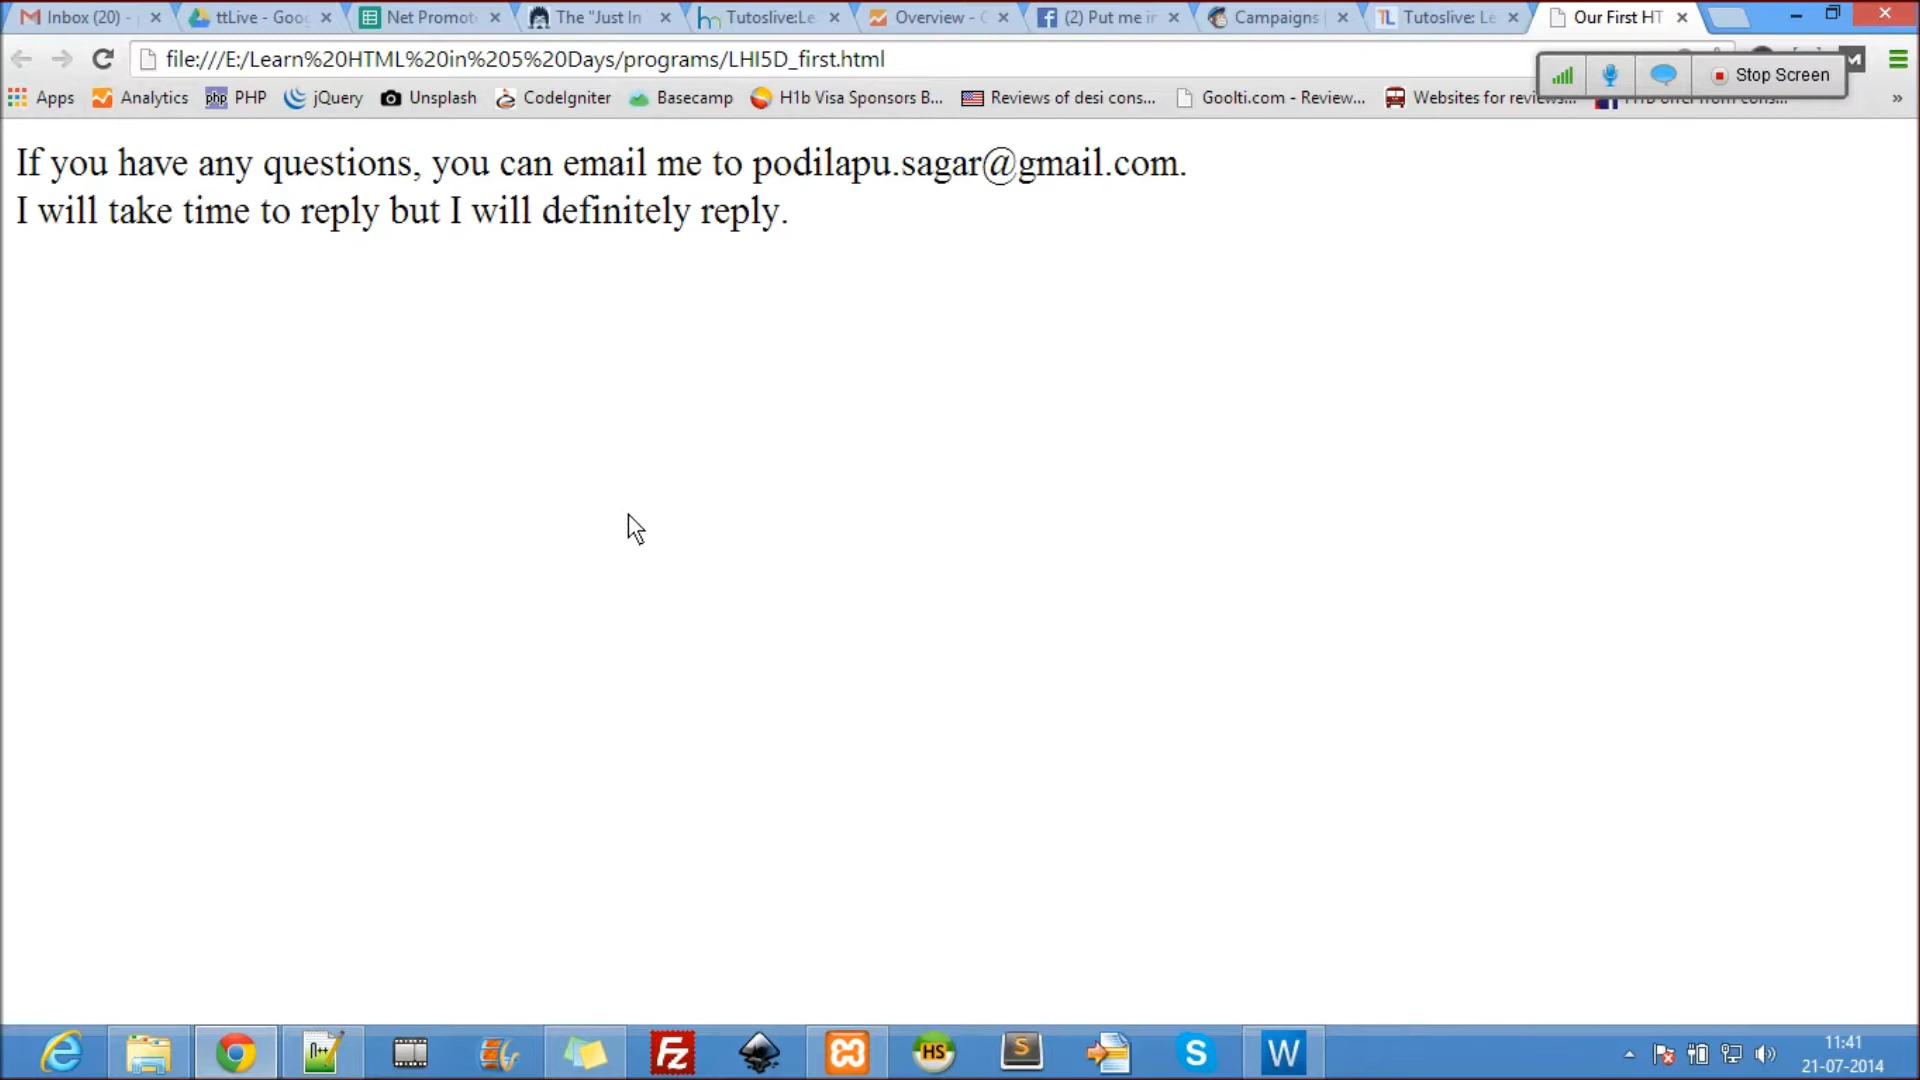 Inbox (20) - ttLive - Goog Net Promot The "Just In Tutoslive:Le Overview - (2) Put me in Campaigns Tutoslive: Le Our First HT
file:///E:/Learn%20HTML%20in%205%20Days/programs/LHI5D_first.html
Stop Screen
Apps Analytics php PHP jQuery Unsplash CodeIgniter Basecamp H1b Visa Sponsors B... Reviews of desi cons... Goolti.com - Review... Websites for reviews... »
If you have any questions, you can email me to podilapu.sagar@gmail.com.
I will take time to reply but I will definitely reply.
11:41
21-07-2014